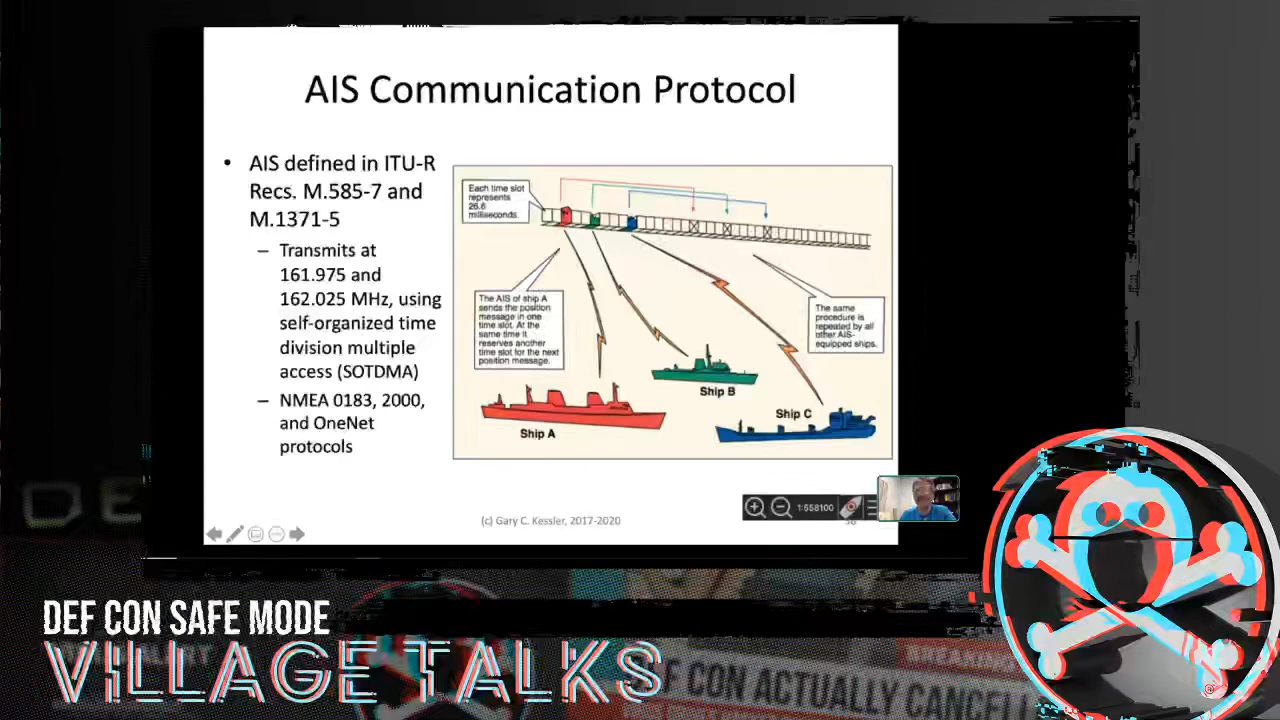 AIS Communication Protocol
• AIS defined in ITU-R
Recs. M.585-7 and
M.1371-5
– Transmits at
161.975 and
162.025 MHz, using
self-organized time
division multiple
access (SOTDMA)
– NMEA 0183, 2000,
and OneNet
protocols
Each time slot
represents
26.6
milliseconds.
The AIS of ship A
sends the position
message in one
time slot. At the
same time it
reserves another
time slot for the next
position message.
The same
procedure is
repeated by all
other AIS-
equipped ships.
Ship A
Ship B
Ship C
1:558100
(c) Gary C. Kessler, 2017-2020
DEF CON SAFE MODE
VILLAGE TALKS
DEF CON ACTUALLY CANCELL